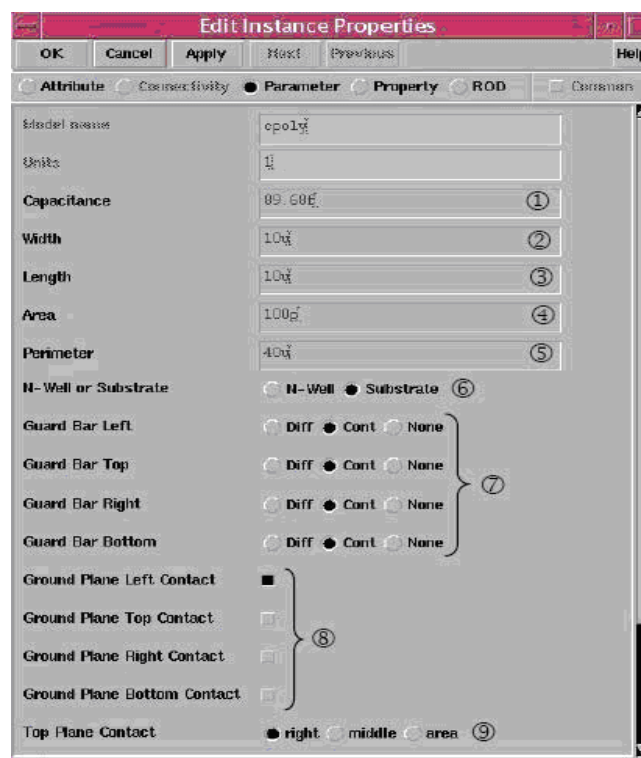 Edit Instance Properties
OK Cancel Apply Next Previous Help
Attribute Connectivity Parameter Property ROD Common
Model name cpoly
Units 1
Capacitance 89.68f ①
Width 10u ②
Length 10u ③
Area 100p ④
Perimeter 40u ⑤
N-Well or Substrate N-Well Substrate ⑥
Guard Bar Left Diff Cont None
Guard Bar Top Diff Cont None
⑦
Guard Bar Right Diff Cont None
Guard Bar Bottom Diff Cont None
Ground Plane Left Contact
Ground Plane Top Contact
⑧
Ground Plane Right Contact
Ground Plane Bottom Contact
Top Plane Contact right middle area ⑨